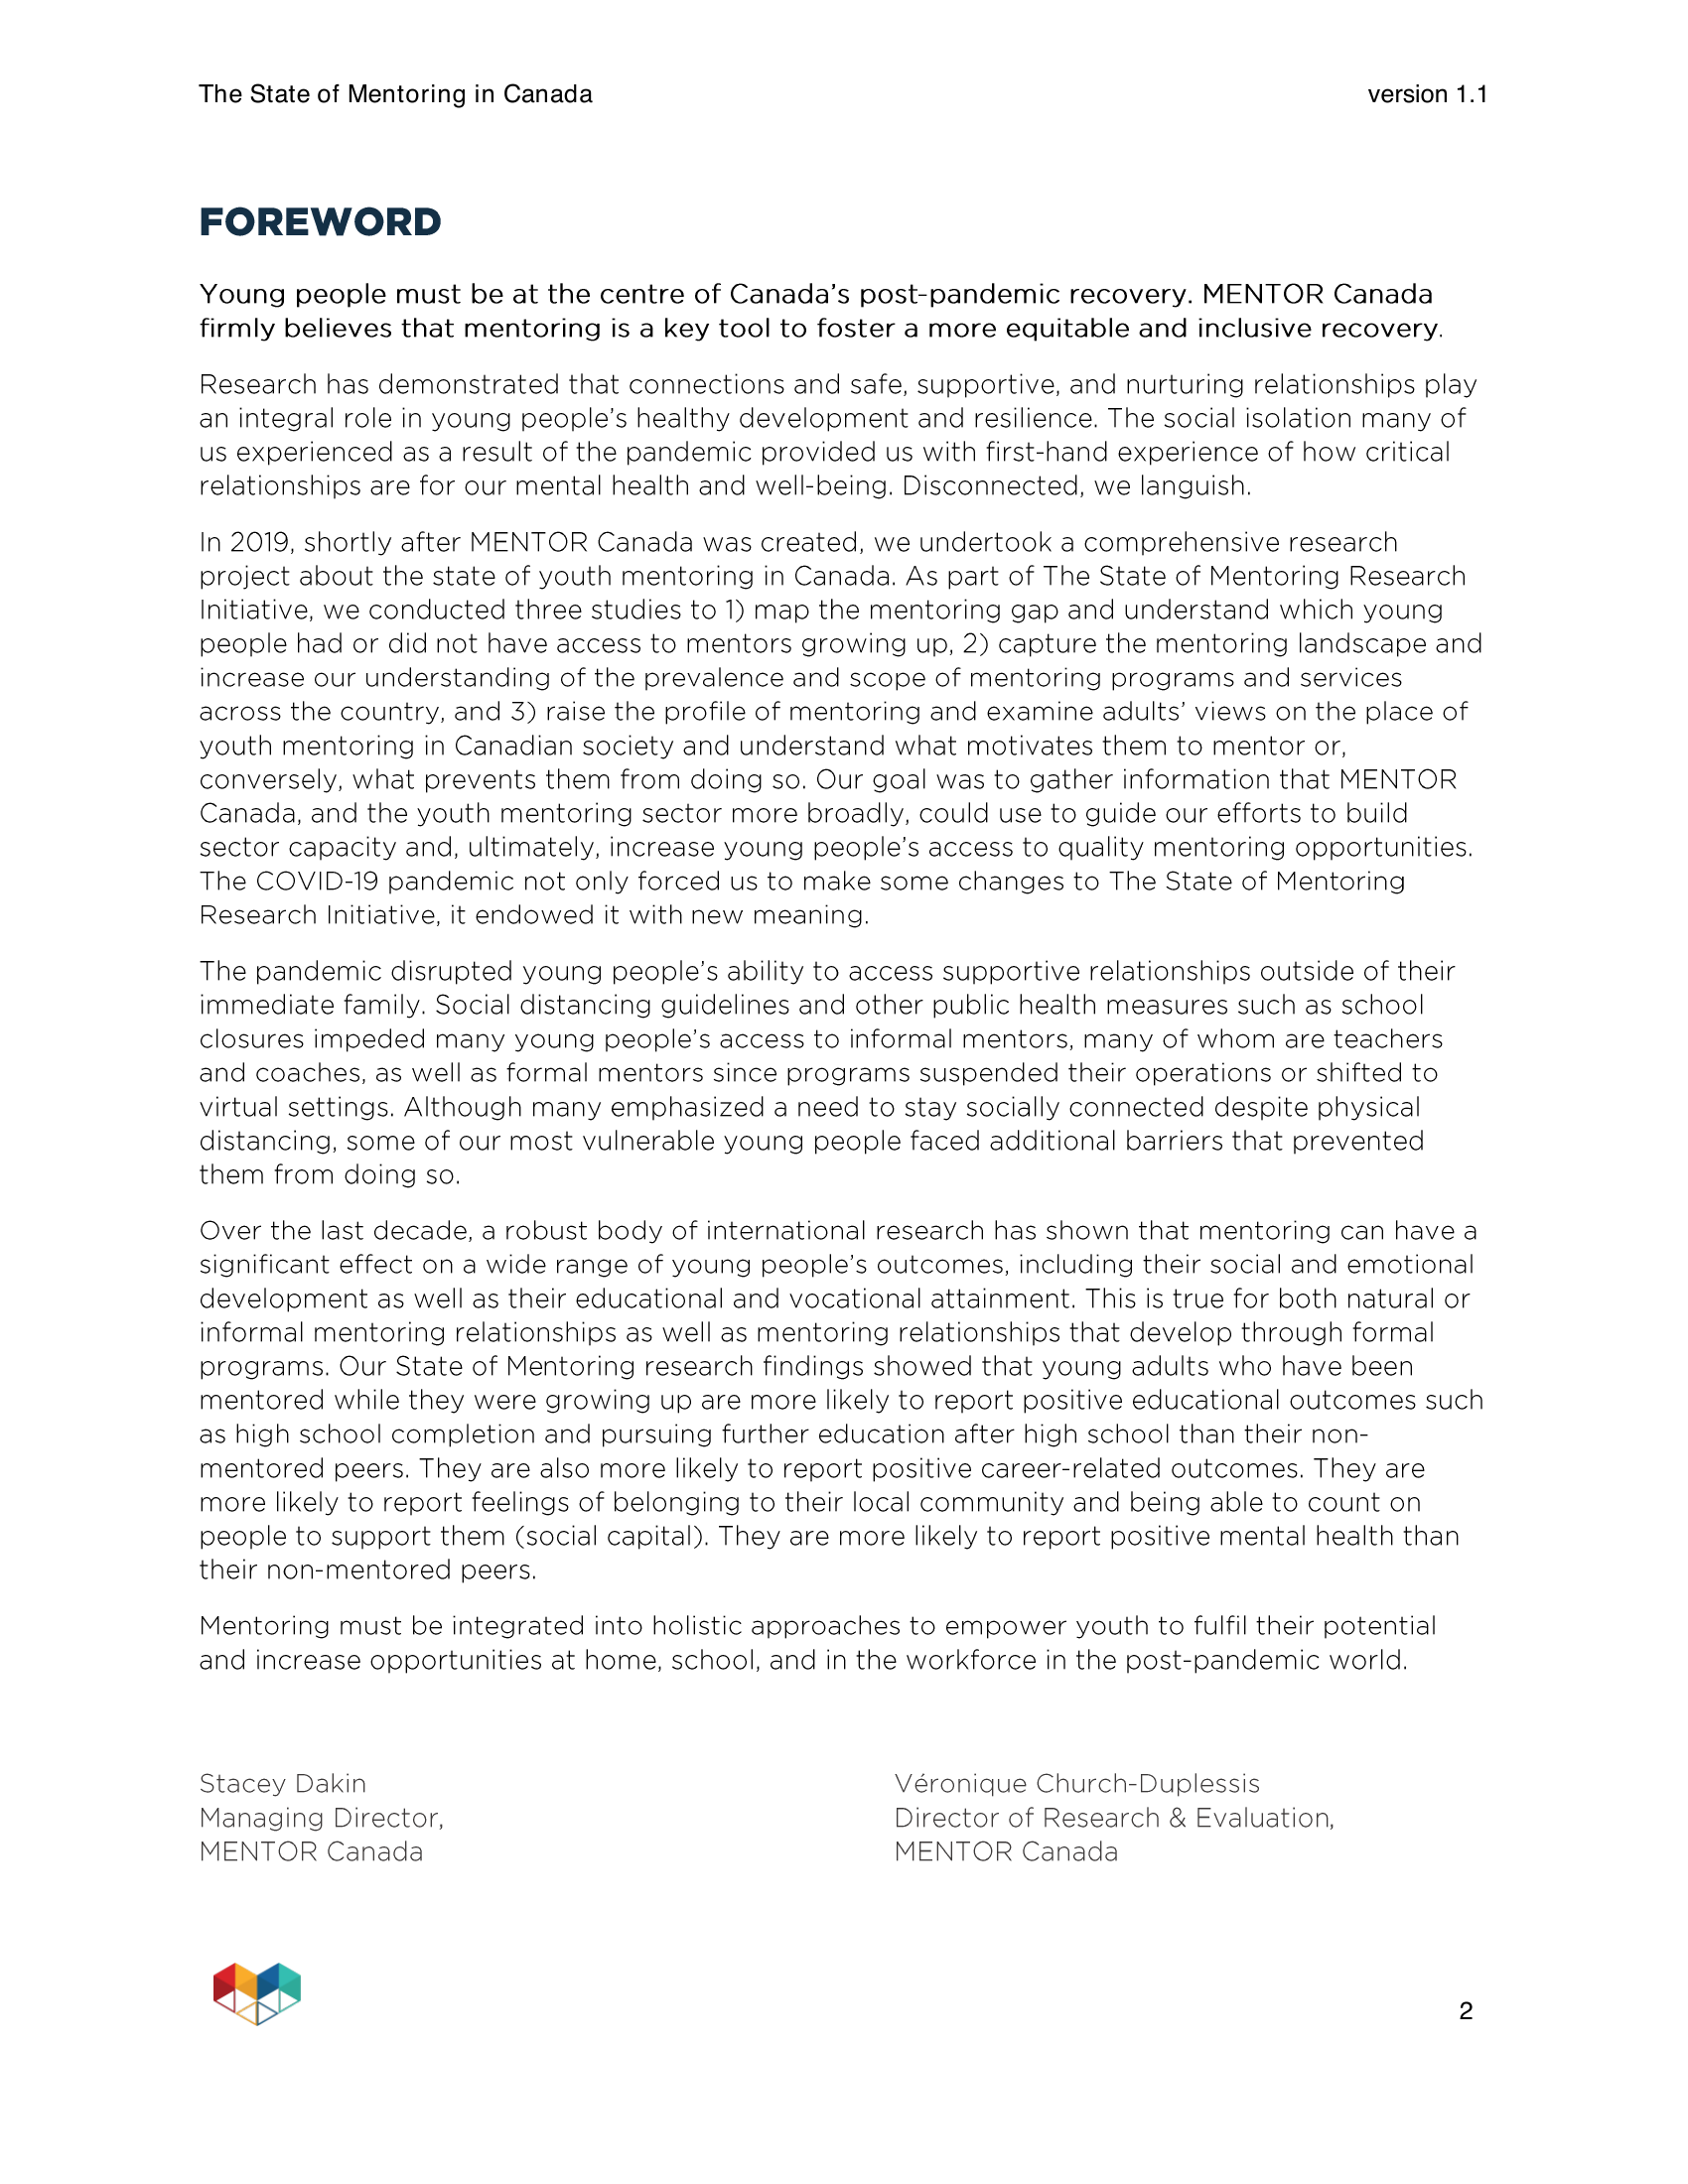 The State of Mentoring in Canada
version 1.1
FOREWORD
Young people must be at the centre of Canada’s post-pandemic recovery. MENTOR Canada
firmly believes that mentoring is a key tool to foster a more equitable and inclusive recovery.
Research has demonstrated that connections and safe, supportive, and nurturing relationships play
an integral role in young people’s healthy development and resilience. The social isolation many of
us experienced as a result of the pandemic provided us with first-hand experience of how critical
relationships are for our mental health and well-being. Disconnected, we languish.
In 2019, shortly after MENTOR Canada was created, we undertook a comprehensive research
project about the state of youth mentoring in Canada. As part of The State of Mentoring Research
Initiative, we conducted three studies to 1) map the mentoring gap and understand which young
people had or did not have access to mentors growing up, 2) capture the mentoring landscape and
increase our understanding of the prevalence and scope of mentoring programs and services
across the country, and 3) raise the profile of mentoring and examine adults’ views on the place of
youth mentoring in Canadian society and understand what motivates them to mentor or,
conversely, what prevents them from doing so. Our goal was to gather information that MENTOR
Canada, and the youth mentoring sector more broadly, could use to guide our efforts to build
sector capacity and, ultimately, increase young people’s access to quality mentoring opportunities.
The COVID-19 pandemic not only forced us to make some changes to The State of Mentoring
Research Initiative, it endowed it with new meaning.
The pandemic disrupted young people’s ability to access supportive relationships outside of their
immediate family. Social distancing guidelines and other public health measures such as school
closures impeded many young people’s access to informal mentors, many of whom are teachers
and coaches, as well as formal mentors since programs suspended their operations or shifted to
virtual settings. Although many emphasized a need to stay socially connected despite physical
distancing, some of our most vulnerable young people faced additional barriers that prevented
them from doing so.
Over the last decade, a robust body of international research has shown that mentoring can have a
significant effect on a wide range of young people’s outcomes, including their social and emotional
development as well as their educational and vocational attainment. This is true for both natural or
informal mentoring relationships as well as mentoring relationships that develop through formal
programs. Our State of Mentoring research findings showed that young adults who have been
mentored while they were growing up are more likely to report positive educational outcomes such
as high school completion and pursuing further education after high school than their non-
mentored peers. They are also more likely to report positive career-related outcomes. They are
more likely to report feelings of belonging to their local community and being able to count on
people to support them (social capital). They are more likely to report positive mental health than
their non-mentored peers.
Mentoring must be integrated into holistic approaches to empower youth to fulfil their potential
and increase opportunities at home, school, and in the workforce in the post-pandemic world.
Stacey Dakin
Managing Director,
MENTOR Canada
Véronique Church-Duplessis
Director of Research & Evaluation,
MENTOR Canada
2